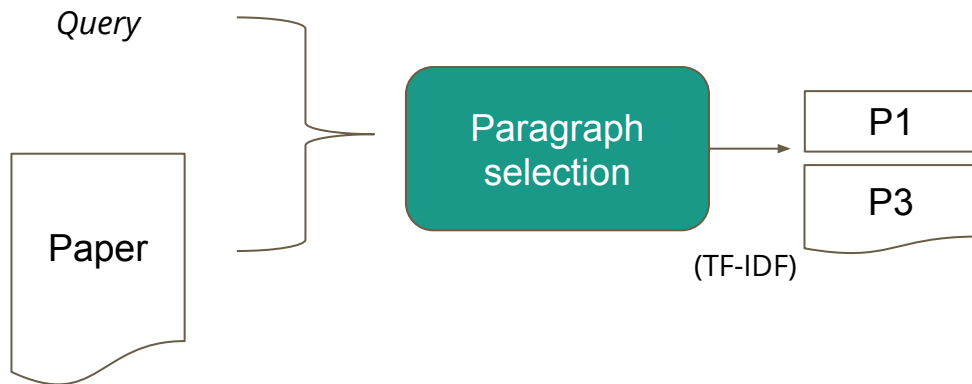 Query
Paper
Paragraph
selection
(TF-IDF)
P1
P3